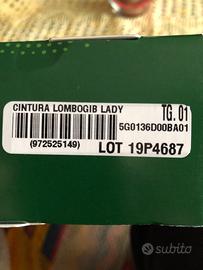 CINTURA LOMBOGIB LADY TG. 01
5G0136D00BA01
(972525149) LOT 19P4687
subito